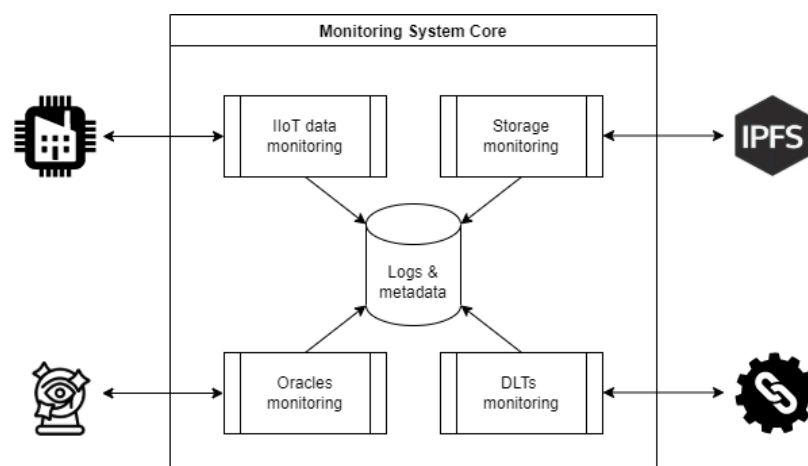 Monitoring System Core
IIoT data
monitoring
Storage
monitoring
IPFS
Logs &
metadata
Oracles
monitoring
DLTs
monitoring